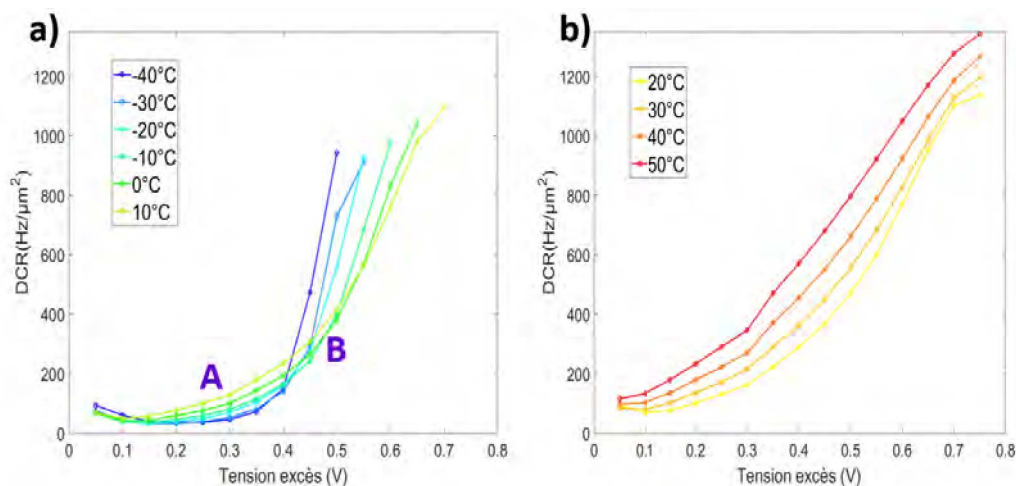 a)
1200
1000
800
600
400
200
0
DCR(Hz/μm²)
-40°C
-30°C
-20°C
-10°C
0°C
10°C
A
B
0
0.1
0.2
0.3
0.4
0.5
0.6
0.7
0.8
Tension excès (V)
b)
1200
1000
800
600
400
200
0
DCR(Hz/μm²)
20°C
30°C
40°C
50°C
0
0.1
0.2
0.3
0.4
0.5
0.6
0.7
0.8
Tension excès (V)